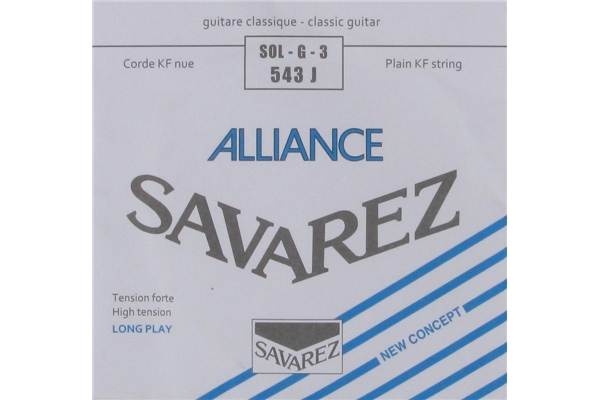 guitare classique - classic guitar
SOL - G - 3
543 J
Corde KF nue
Plain KF string
ALLIANCE
SAVAREZ
Tension forte
High tension
LONG PLAY
SAVAREZ
NEW CONCEPT